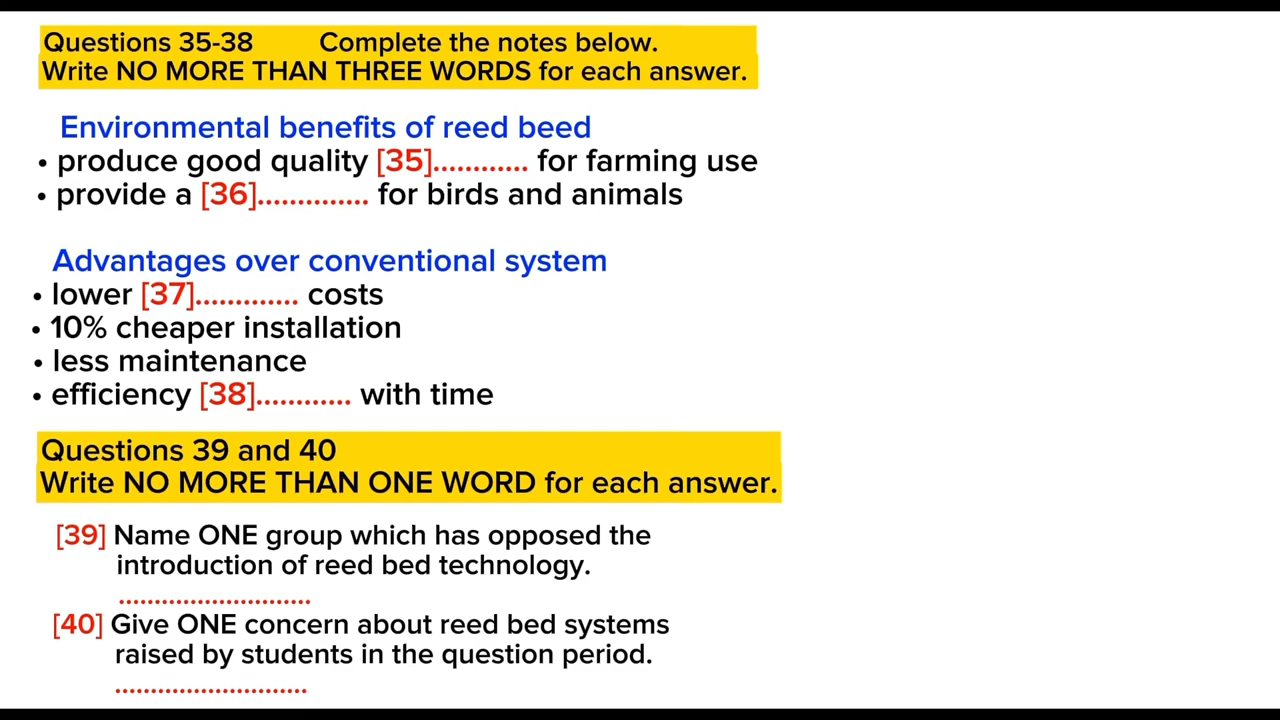 Questions 35-38 Complete the notes below.
Write NO MORE THAN THREE WORDS for each answer.
Environmental benefits of reed beed
• produce good quality [35]............ for farming use
• provide a [36].............. for birds and animals
Advantages over conventional system
• lower [37]............. costs
• 10% cheaper installation
• less maintenance
• efficiency [38]............ with time
Questions 39 and 40
Write NO MORE THAN ONE WORD for each answer.
[39] Name ONE group which has opposed the
introduction of reed bed technology.
...........................
[40] Give ONE concern about reed bed systems
raised by students in the question period.
...........................